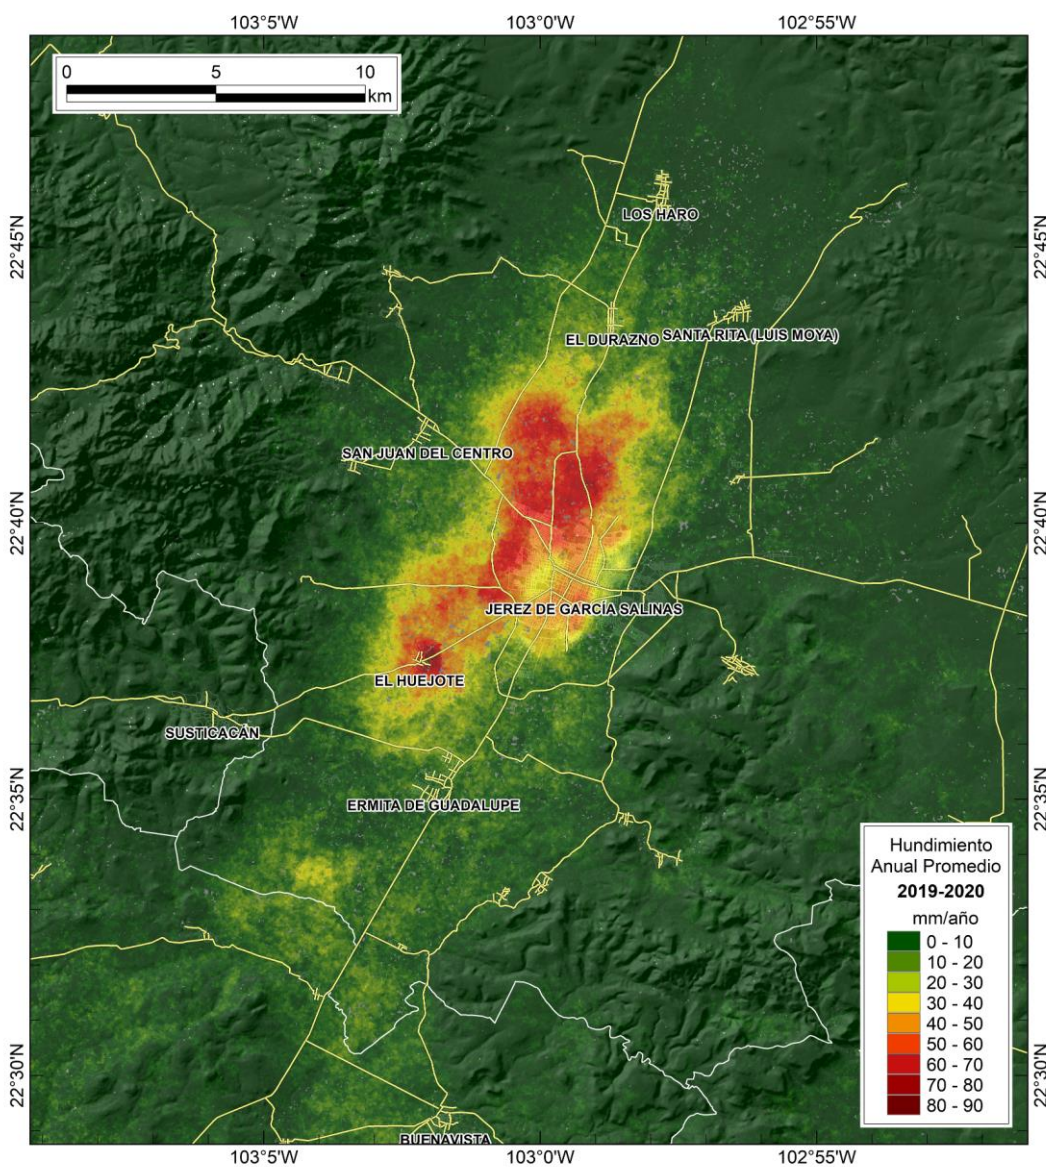 103°5'W
103°0'W
102°55'W
0
5
10
km
22°45'N
22°45'N
LOS HARO
EL DURAZNO
SANTA RITA (LUIS MOYA)
SAN JUAN DEL CENTRO
22°40'N
22°40'N
JEREZ DE GARCÍA SALINAS
EL HUEJOTE
SUSTICACÁN
22°35'N
22°35'N
ERMITA DE GUADALUPE
Hundimiento
Anual Promedio
2019-2020
mm/año
0 - 10
10 - 20
20 - 30
30 - 40
40 - 50
50 - 60
60 - 70
70 - 80
80 - 90
22°30'N
22°30'N
BUENAVISTA
103°5'W
103°0'W
102°55'W